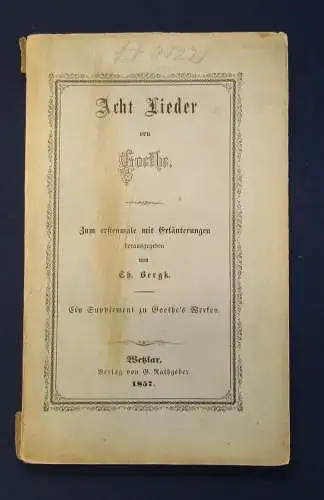 Acht Lieder
von
Goethe.
Zum erstenmale mit Erläuterungen
herausgegeben
von
Th. Bergk.
Ein Supplement zu Goethe's Werken.
Wetzlar.
Verlag von G. Rathgeber
1857.